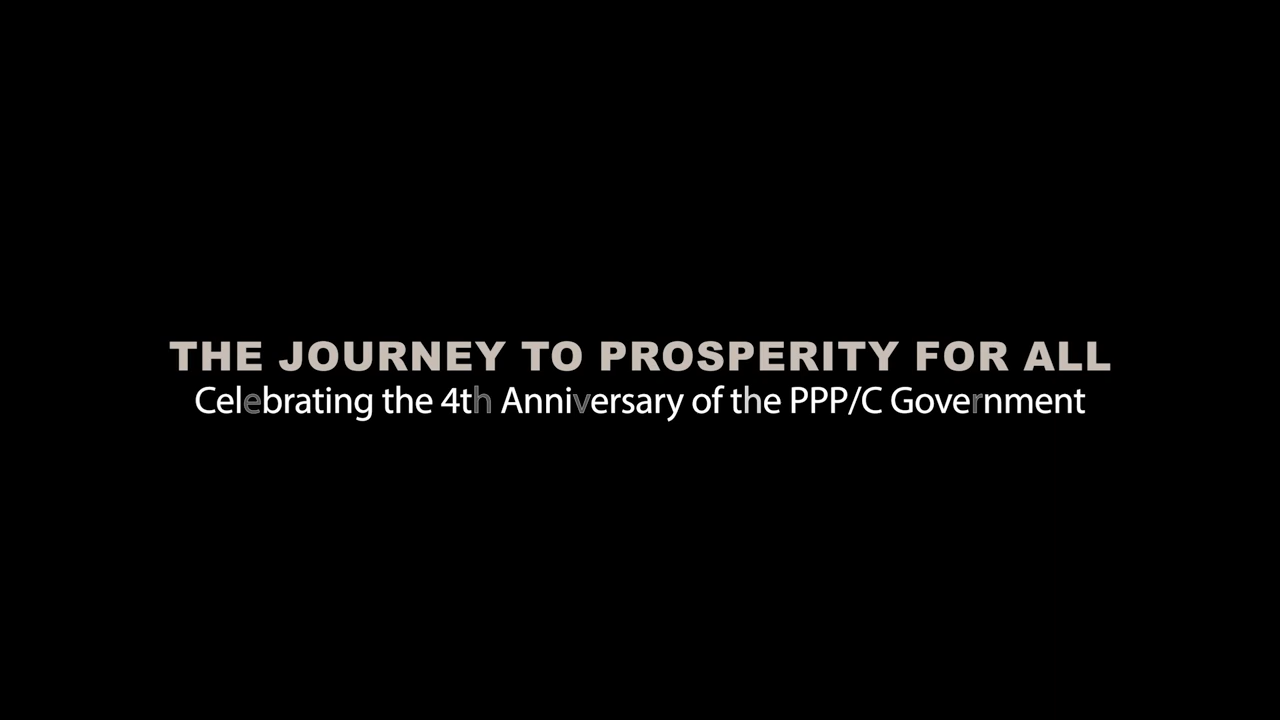 THE JOURNEY TO PROSPERITY FOR ALL
Celebrating the 4th Anniversary of the PPP/C Government